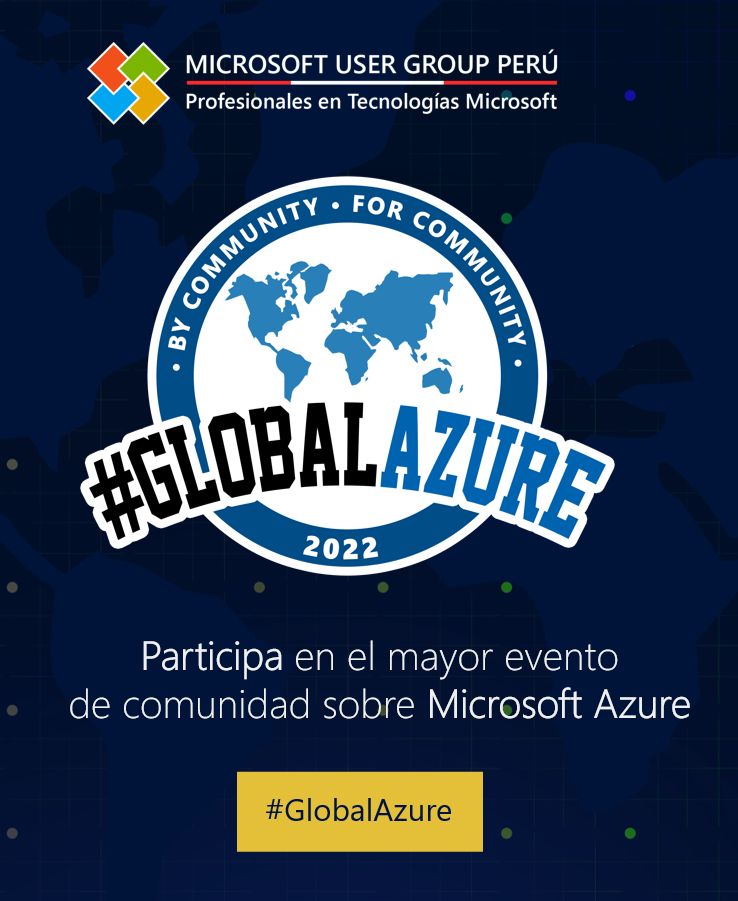 MICROSOFT USER GROUP PERÚ
Profesionales en Tecnologías Microsoft
• BY COMMUNITY • FOR COMMUNITY •
#GLOBALAZURE
2022
Participa en el mayor evento
de comunidad sobre Microsoft Azure
#GlobalAzure